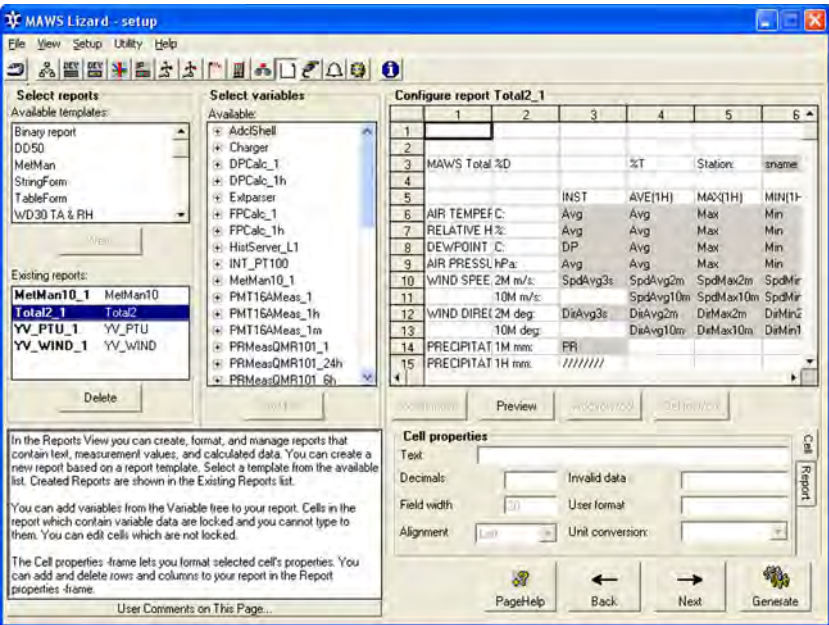 MAWS Lizard - setup
File View Setup Utility Help
Select reports
Available templates:
Binary report
DD50
MetMan
StringForm
TableForm
WD30 TA & RH
Existing reports:
MetMan10_1 MetMan10
Total2_1 Total2
YV_PTU_1 YV_PTU
YV_WIND_1 YV_WIND
Delete
Select variables
Available:
AdclShell
Charger
DPCalc_1
DPCalc_1h
Extparser
FPCalc_1
FPCalc_1h
HistServer_L1
INT_PT100
MetMan10_1
PMT16AMeas_1
PMT16AMeas_1h
PMT16AMeas_1m
PRMeasQMR101_1
PRMeasQMR101_24h
PRMeasQMR101_6h
Configure report Total2_1
1 2 3 4 5 6
1
2
3 MAWS Total %D %T Station: sname
4
5 INST AVE(1H) MAX(1H) MIN(1H
6 AIR TEMPEF C: Avg Avg Max Min
7 RELATIVE H %: Avg Avg Max Min
8 DEWPOINT C: DP Avg Max Min
9 AIR PRESSL hPa: Avg Avg Max Min
10 WIND SPEE 2M m/s: SpdAvg3s SpdAvg2m SpdMax2m SpdMin
11 10M m/s: SpdAvg10m SpdMax10m SpdMin
12 WIND DIREC 2M deg: DirAvg3s DirAvg2m DirMax2m DirMin2
13 10M deg: DirAvg10m DirMax10m DirMin1
14 PRECIPITAT 1M mm: PR
15 PRECIPITAT 1H mm: ////////
Preview
Cell properties
Text
Decimals Invalid data
Field width 20 User format
Alignment Left Unit conversion:
Cell
Report
In the Reports View you can create, format, and manage reports that
contain text, measurement values, and calculated data. You can create a
new report based on a report template. Select a template from the available
list. Created Reports are shown in the Existing Reports list.
You can add variables from the Variable tree to your report. Cells in the
report which contain variable data are locked and you cannot type to
them. You can edit cells which are not locked.
The Cell properties -frame lets you format selected cell's properties. You
can add and delete rows and columns to your report in the Report
properties -frame.
User Comments on This Page...
PageHelp Back Next Generate